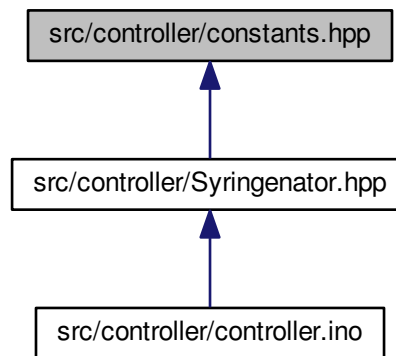 src/controller/constants.hpp
src/controller/Syringenator.hpp
src/controller/controller.ino